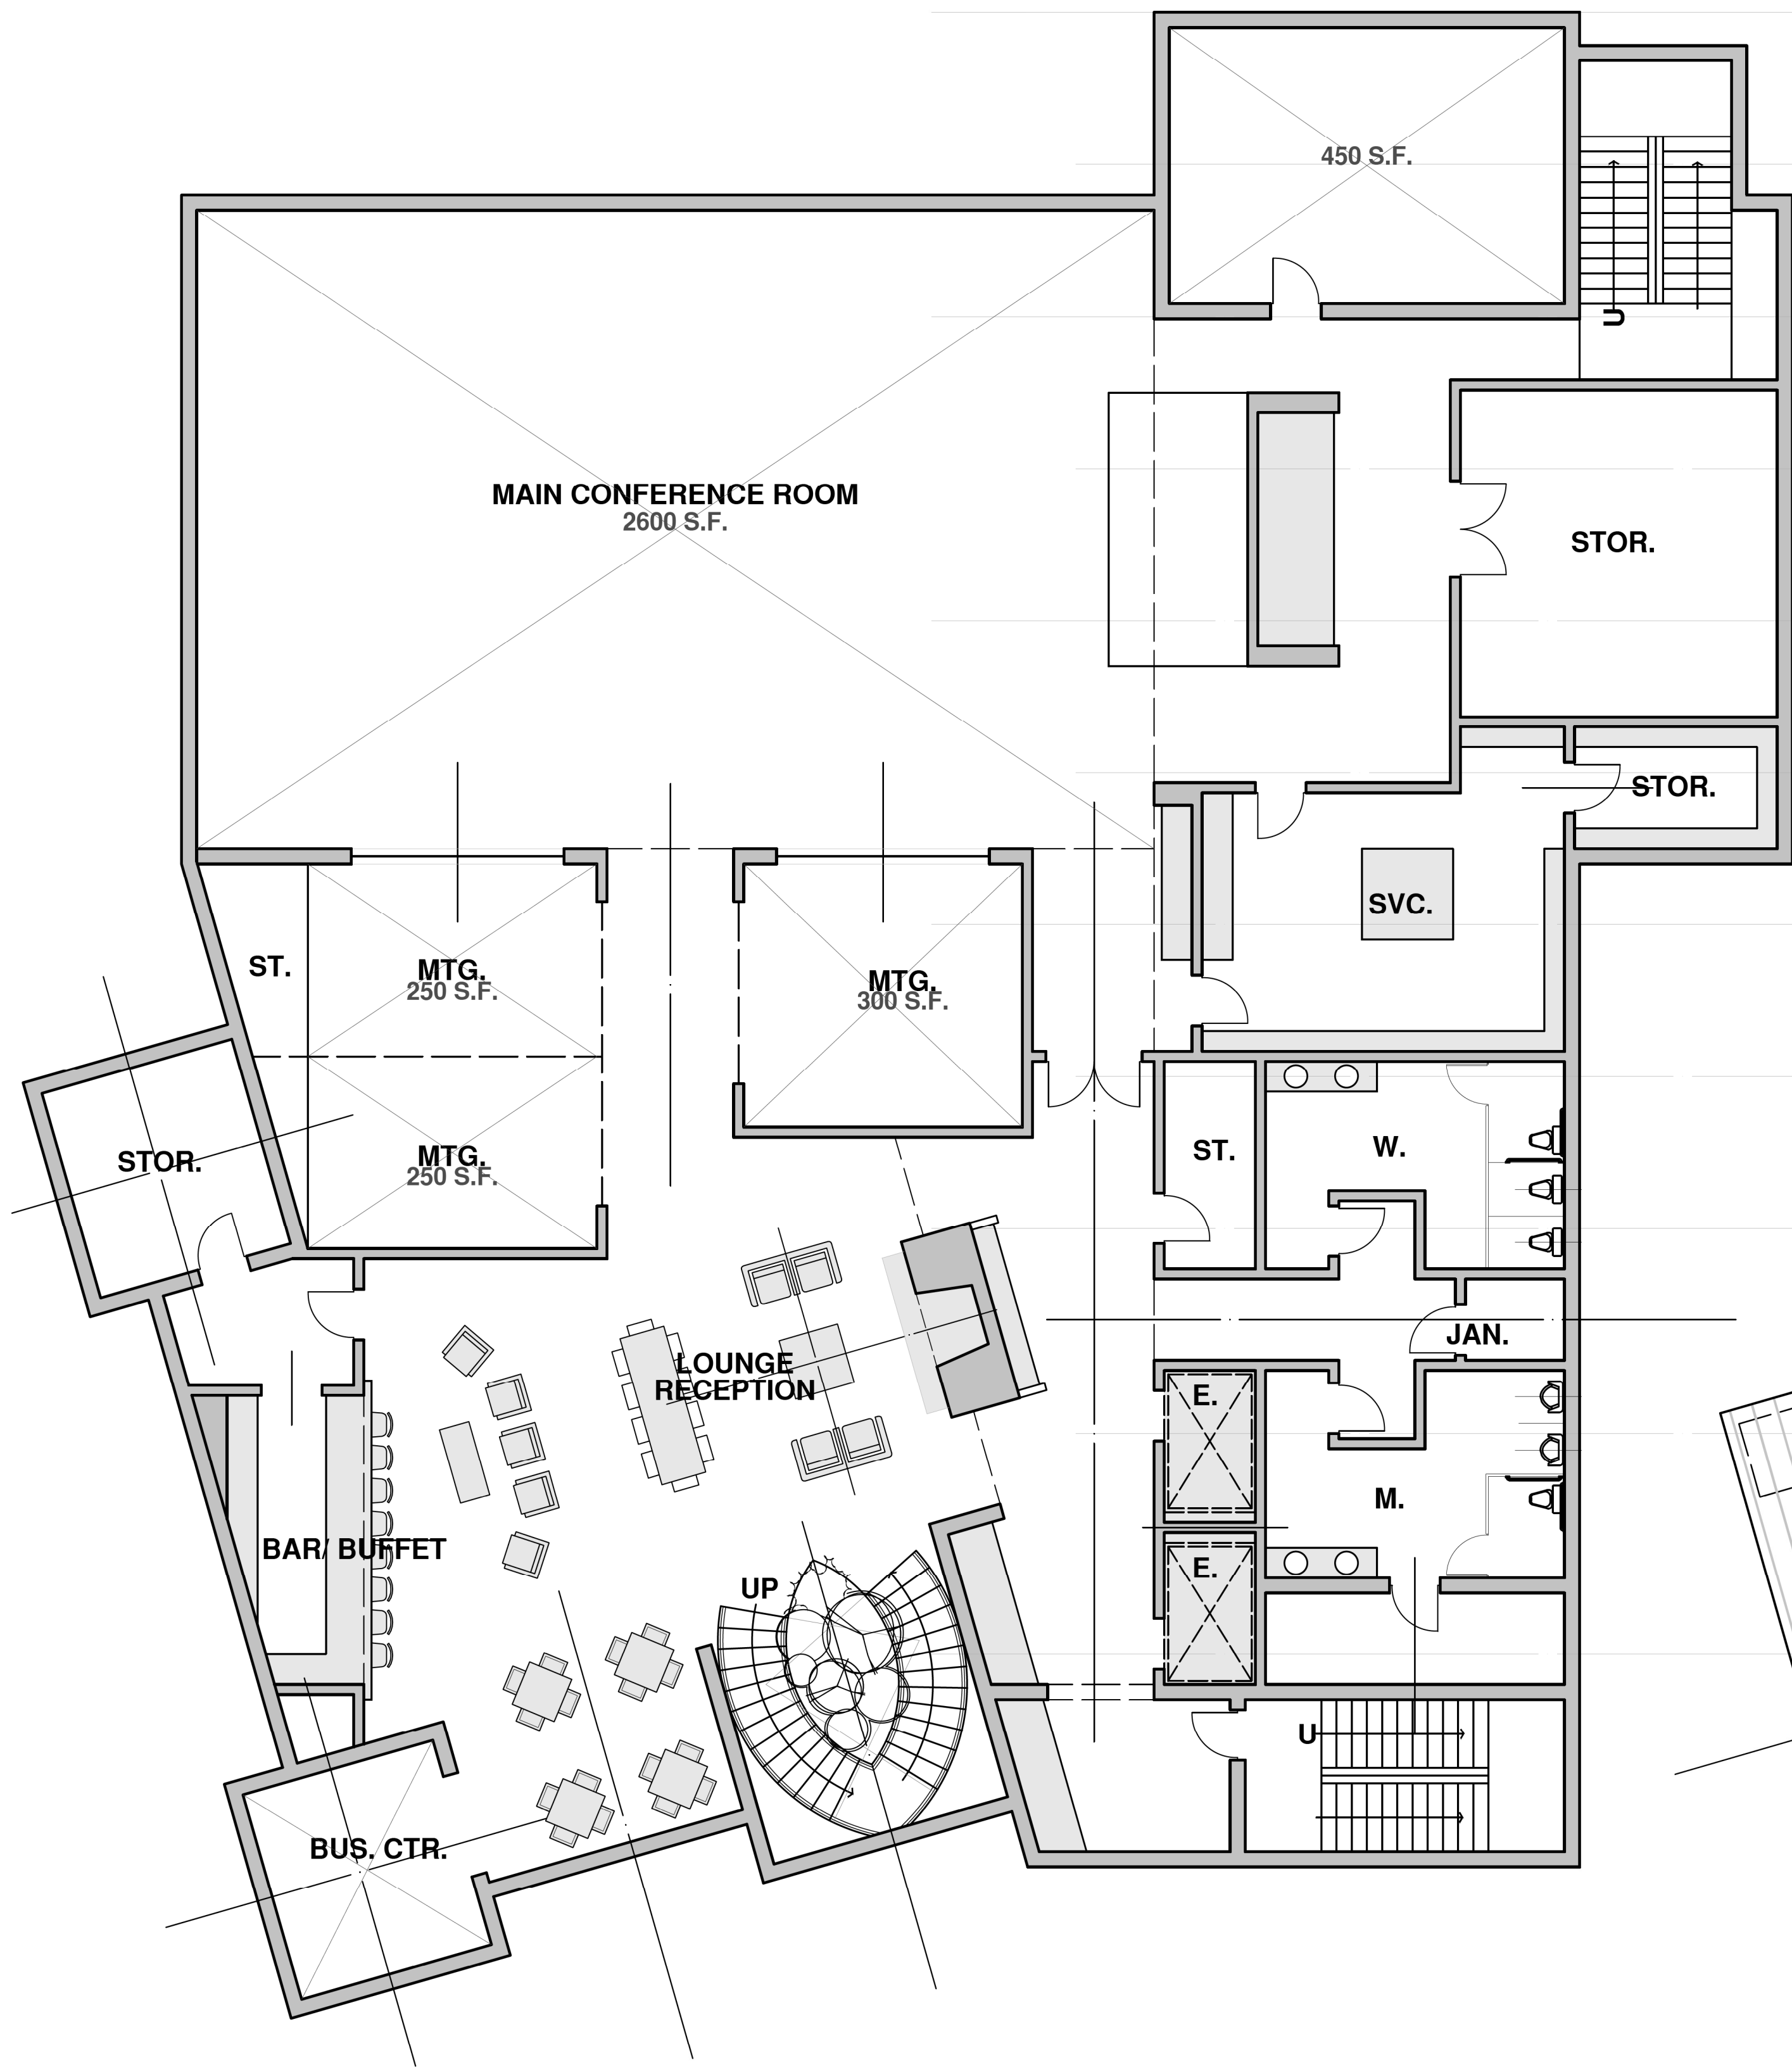 450 S.F.
U
MAIN CONFERENCE ROOM
2600 S.F.
STOR.
STOR.
SVC.
ST.
MTG.
250 S.F.
MTG.
300 S.F.
STOR.
MTG.
250 S.F.
ST.
W.
JAN.
LOUNGE
RECEPTION
E.
M.
BAR/ BUFFET
E.
UP
U
BUS. CTR.